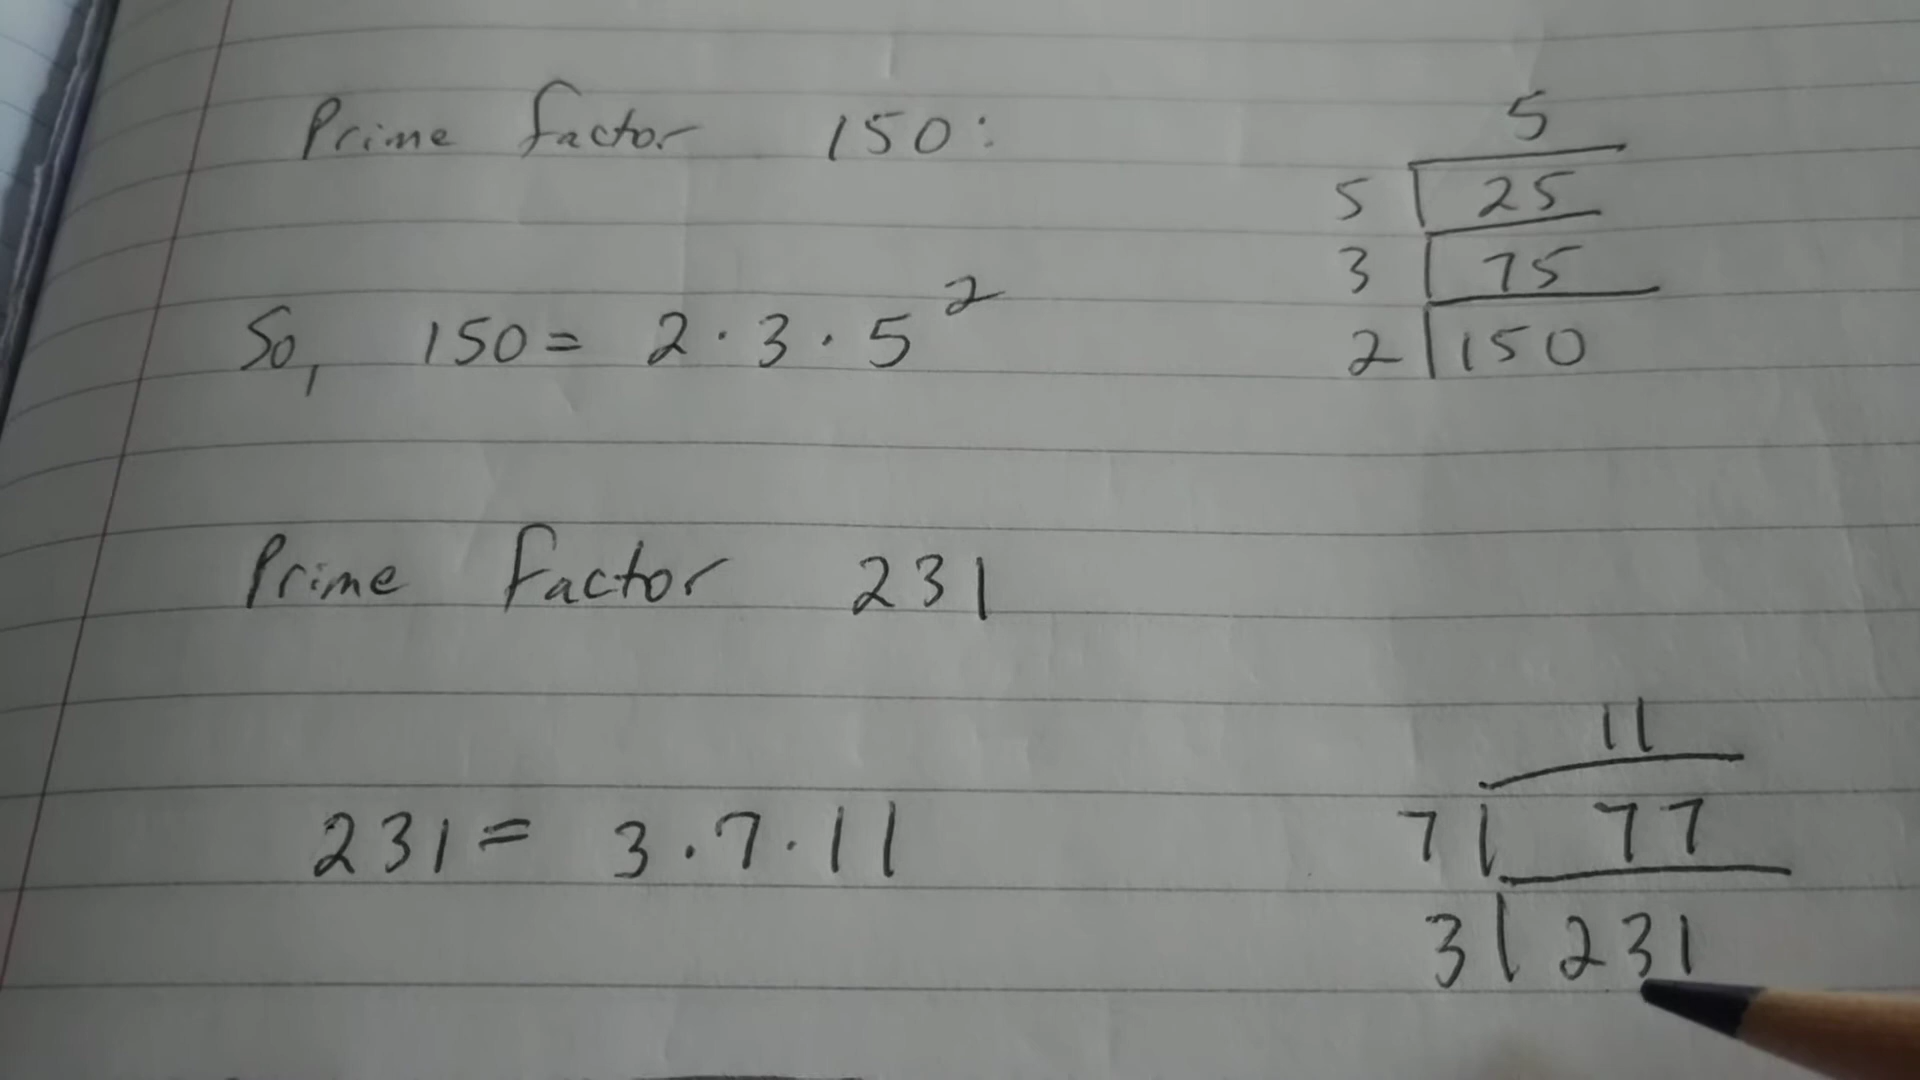 Prime factor 150:
5
5 25
3 75
2 150
So, 150 = 2 · 3 · 5²
Prime Factor 231
11
7 77
3 231
231 = 3 · 7 · 11